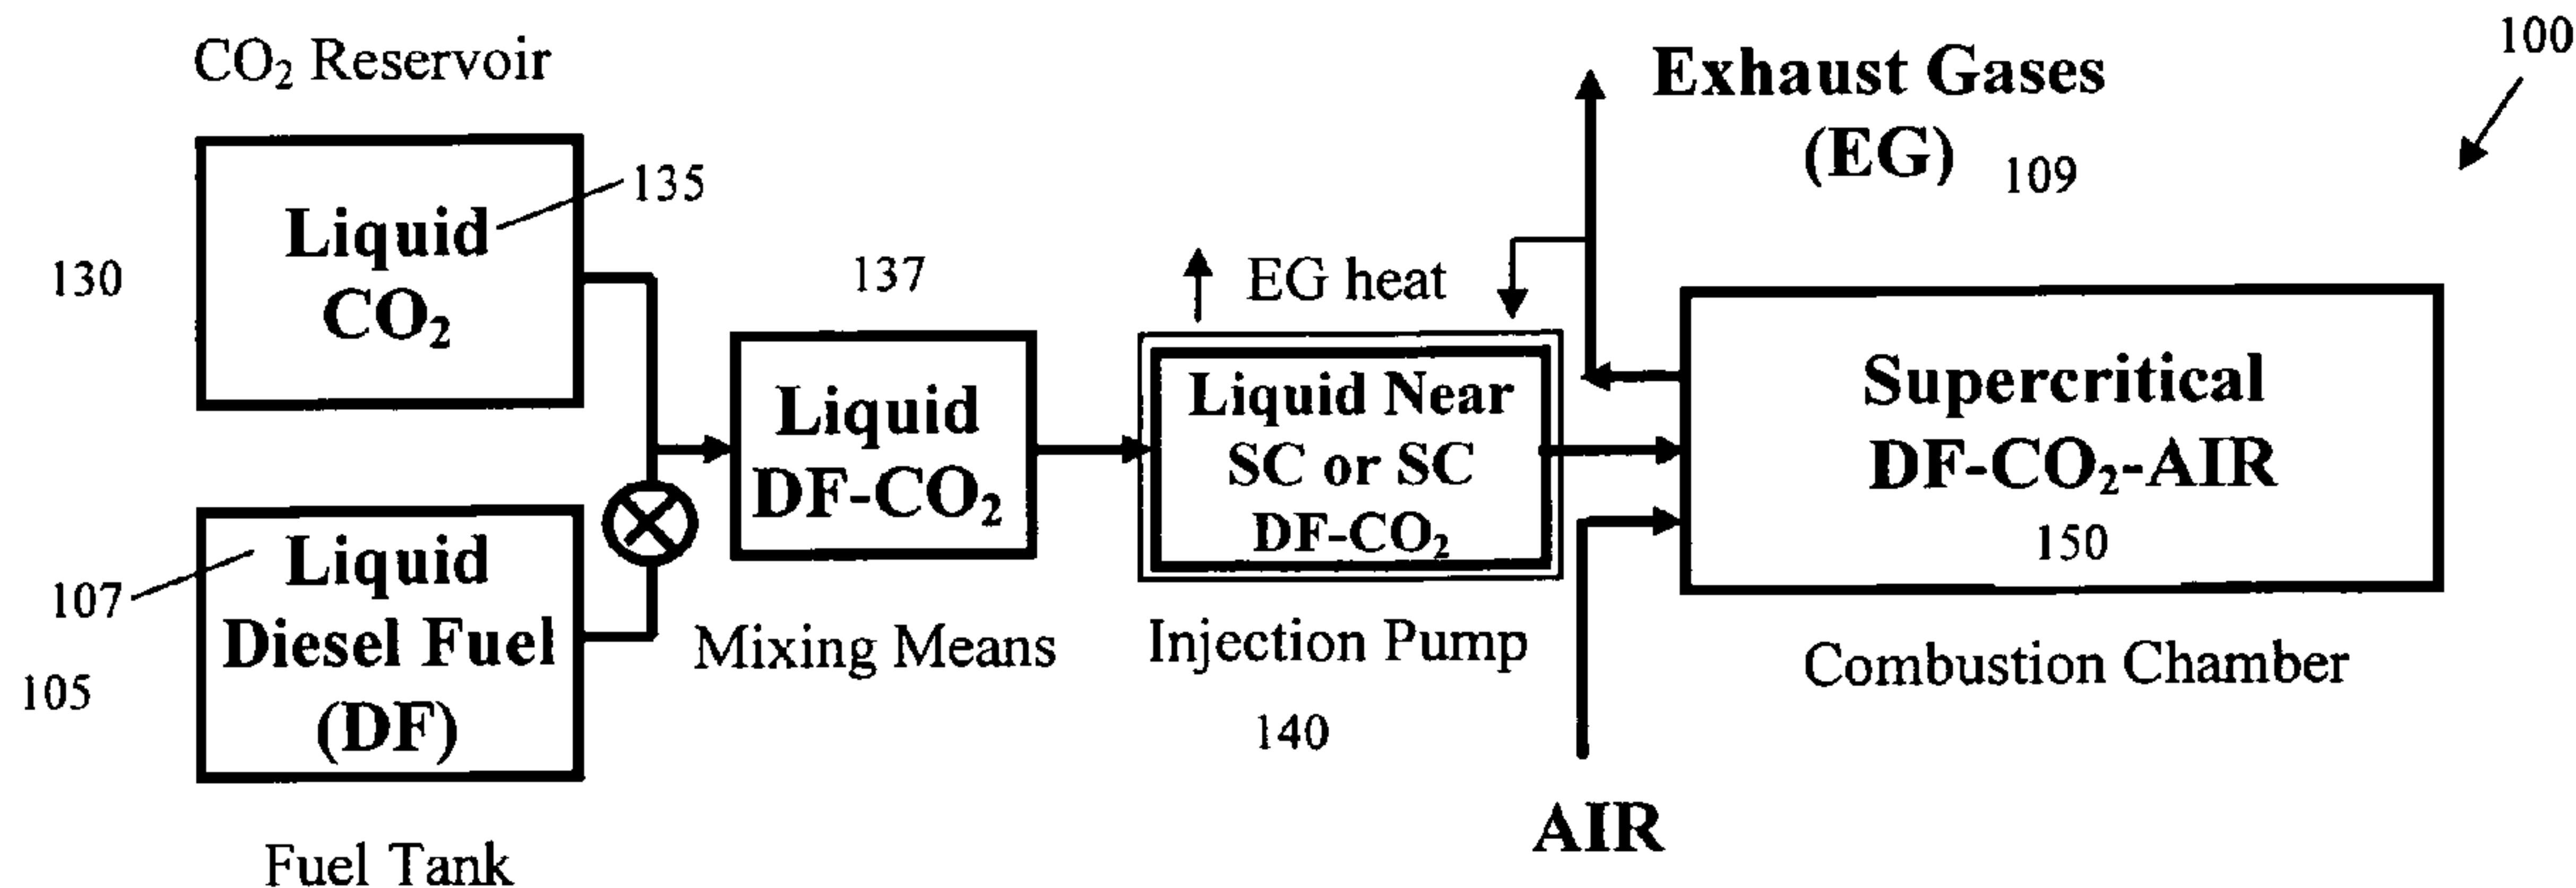 100
CO₂ Reservoir
Exhaust Gases
(EG)
109
Liquid
CO₂
135
130
137
EG heat
Liquid
DF-CO₂
Liquid Near
SC or SC
DF-CO₂
Supercritical
DF-CO₂-AIR
150
107
Liquid
Diesel Fuel
(DF)
105
Mixing Means
Injection Pump
140
Combustion Chamber
AIR
Fuel Tank